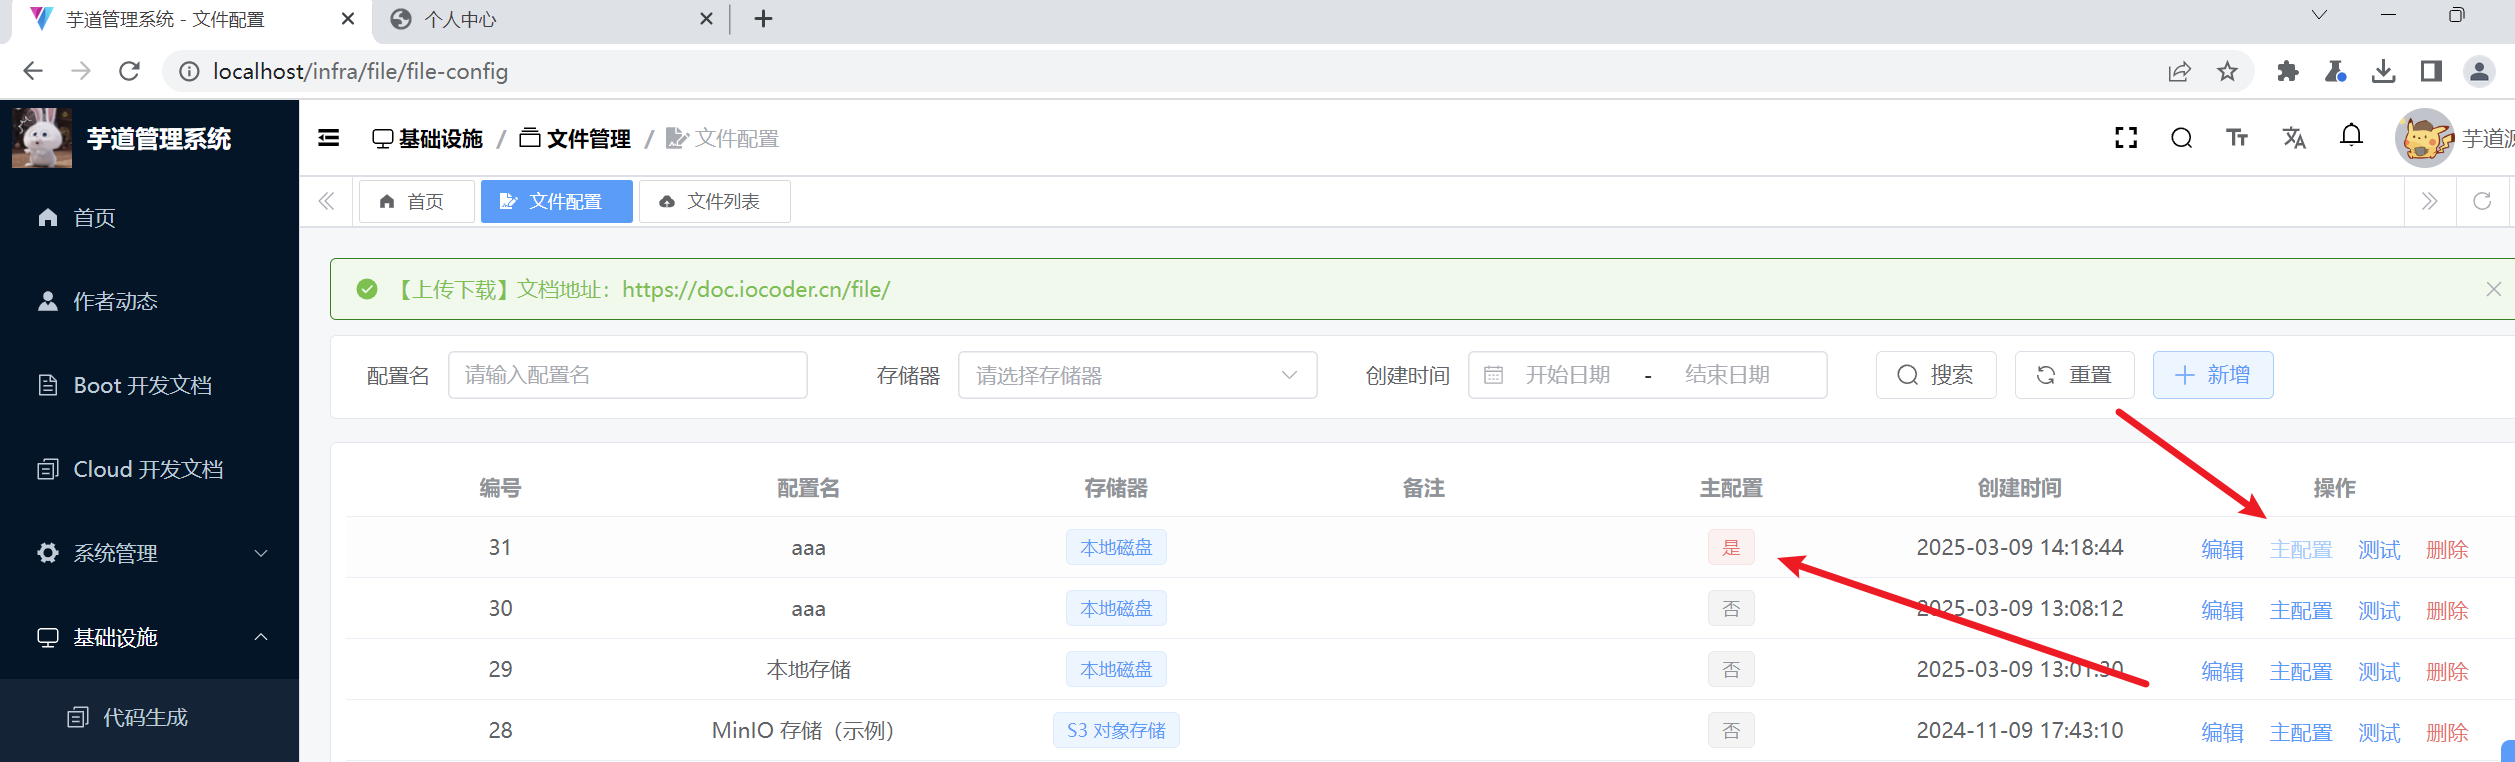 芋道管理系统 - 文件配置
个人中心
localhost/infra/file/file-config
芋道管理系统
基础设施 / 文件管理 / 文件配置
芋道源
首页
文件配置
文件列表
首页
作者动态
Boot 开发文档
Cloud 开发文档
系统管理
基础设施
代码生成
【上传下载】文档地址：https://doc.iocoder.cn/file/
配置名 请输入配置名 存储器 请选择存储器 创建时间 开始日期 - 结束日期 搜索 重置 新增
编号 配置名 存储器 备注 主配置 创建时间 操作
31 aaa 本地磁盘 是 2025-03-09 14:18:44 编辑 主配置 测试 删除
30 aaa 本地磁盘 否 2025-03-09 13:08:12 编辑 主配置 测试 删除
29 本地存储 本地磁盘 否 2025-03-09 13:01:30 编辑 主配置 测试 删除
28 MinIO 存储（示例） S3 对象存储 否 2024-11-09 17:43:10 编辑 主配置 测试 删除